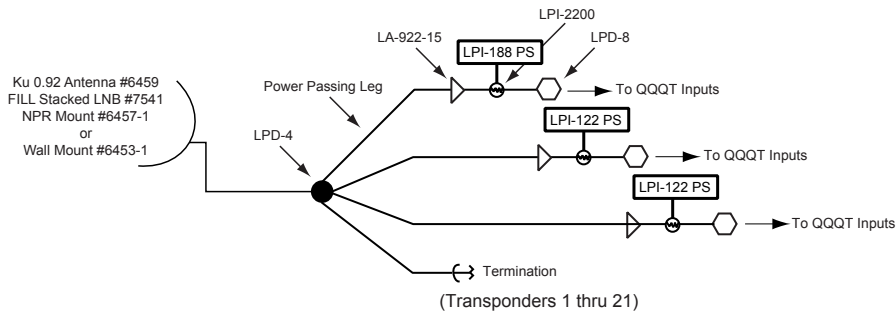 LPI-2200
LA-922-15
LPI-188 PS
LPD-8
Ku 0.92 Antenna #6459
FILL Stacked LNB #7541
NPR Mount #6457-1
or
Wall Mount #6453-1
Power Passing Leg
To QQQT Inputs
LPD-4
LPI-122 PS
To QQQT Inputs
LPI-122 PS
To QQQT Inputs
Termination
(Transponders 1 thru 21)